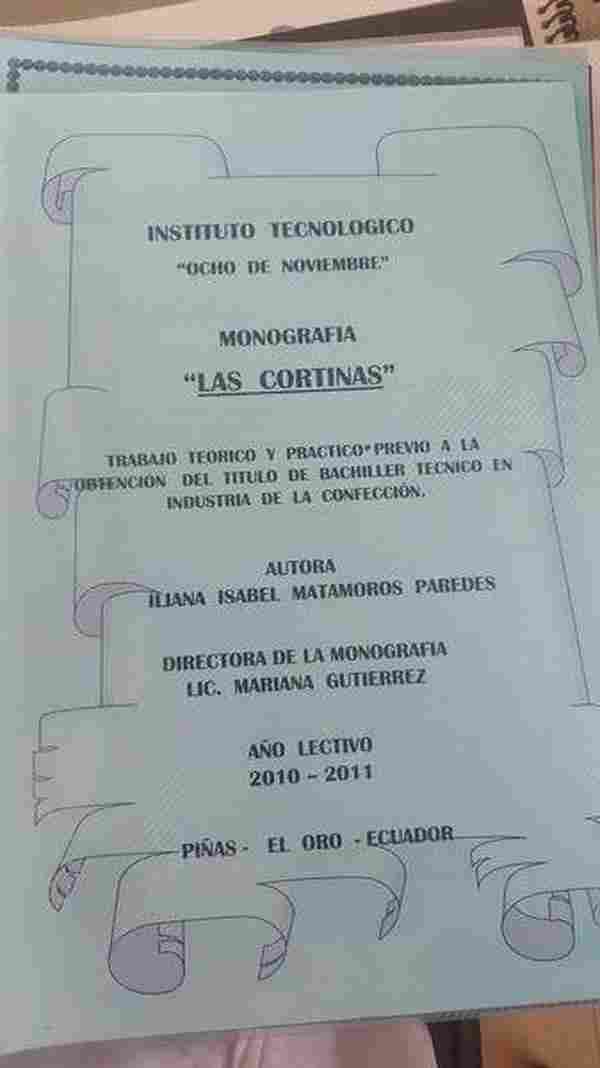 INSTITUTO TECNOLOGICO
"OCHO DE NOVIEMBRE"
MONOGRAFIA
"LAS CORTINAS"
TRABAJO TEORICO Y PRACTICO PREVIO A LA
OBTENCION DEL TITULO DE BACHILLER TECNICO EN
INDUSTRIA DE LA CONFECCIÓN.
AUTORA
ILIANA ISABEL MATAMOROS PAREDES
DIRECTORA DE LA MONOGRAFIA
LIC. MARIANA GUTIERREZ
AÑO LECTIVO
2010 – 2011
PIÑAS - EL ORO - ECUADOR